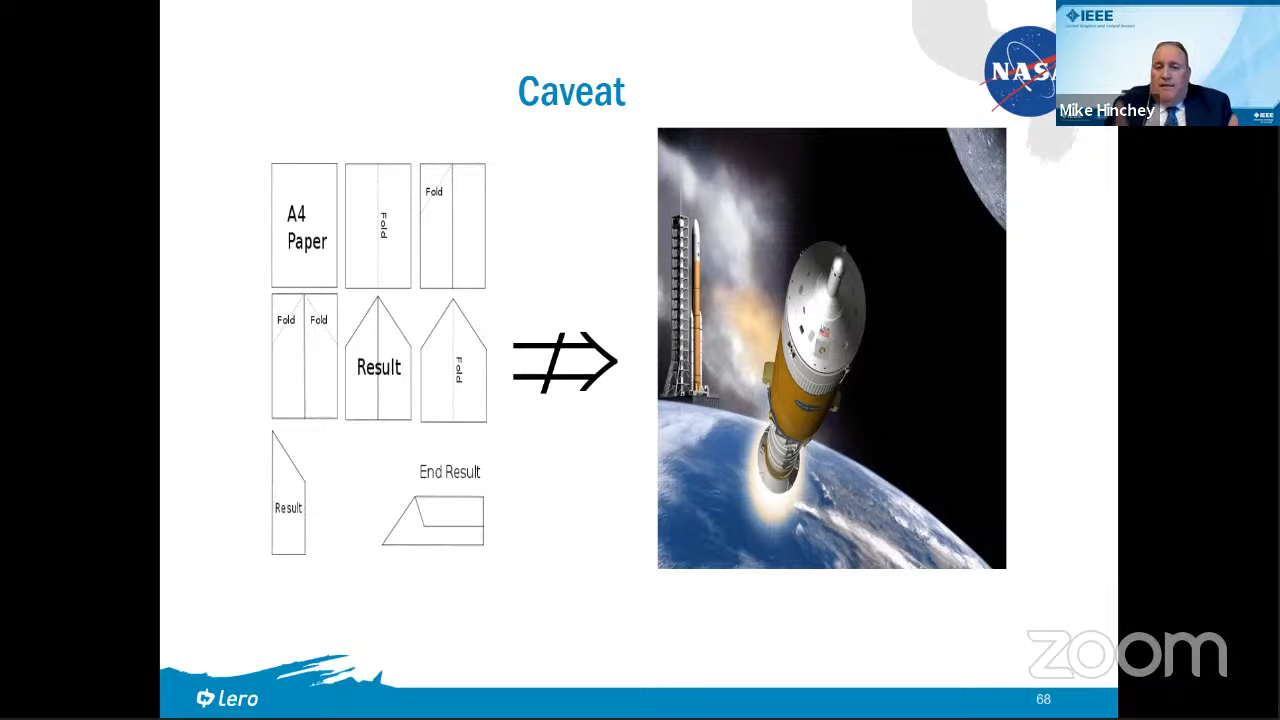 Caveat
NASA
IEEE
Mike Hinchey
IEEE
A4
Paper
Fold
Fold
Fold
Fold
Result
Fold
Result
End Result
lero
68
zoom